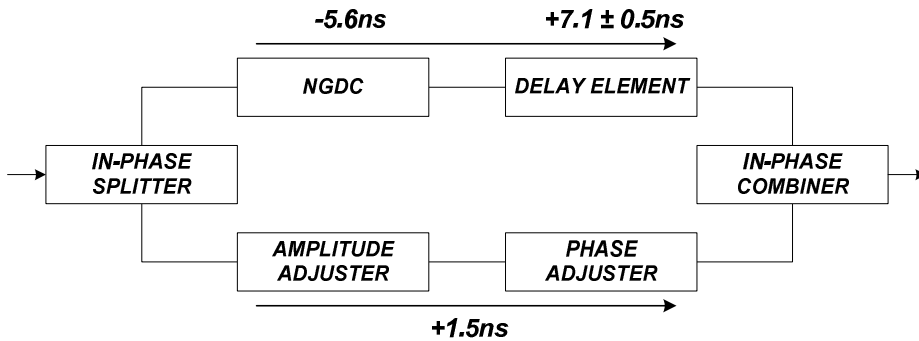 -5.6ns
+7.1 ± 0.5ns
NGDC
DELAY ELEMENT
IN-PHASE
SPLITTER
IN-PHASE
COMBINER
AMPLITUDE
ADJUSTER
PHASE
ADJUSTER
+1.5ns